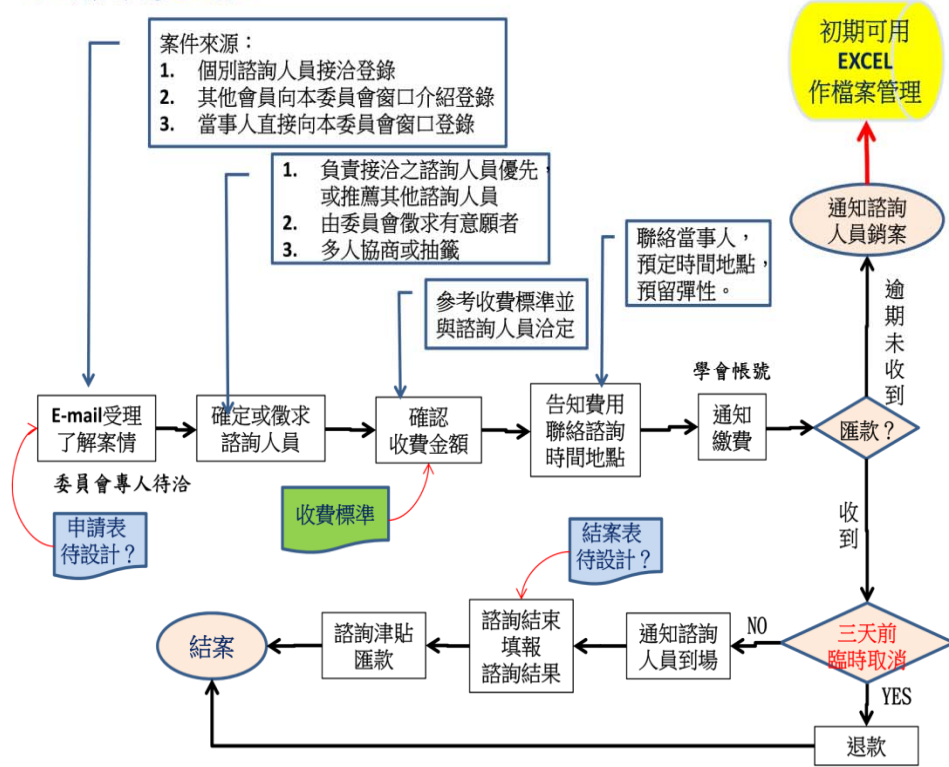 案件來源：
1. 個別諮詢人員接洽登錄
2. 其他會員向本委員會窗口介紹登錄
3. 當事人直接向本委員會窗口登錄
初期可用
EXCEL
作檔案管理
1. 負責接洽之諮詢人員優先，
或推薦其他諮詢人員
2. 由委員會徵求有意願者
3. 多人協商或抽籤
通知諮詢
人員銷案
聯絡當事人，
預定時間地點，
預留彈性。
參考收費標準並
與諮詢人員洽定
逾期未收到
學會帳號
E-mail受理
了解案情
確定或徵求
諮詢人員
確認
收費金額
告知費用
聯絡諮詢
時間地點
通知
繳費
匯款？
委員會專人待洽
申請表
待設計？
收費標準
結案表
待設計？
收到
結案
諮詢津貼
匯款
諮詢結束
填報
諮詢結果
通知諮詢
人員到場
NO
三天前
臨時取消
YES
退款